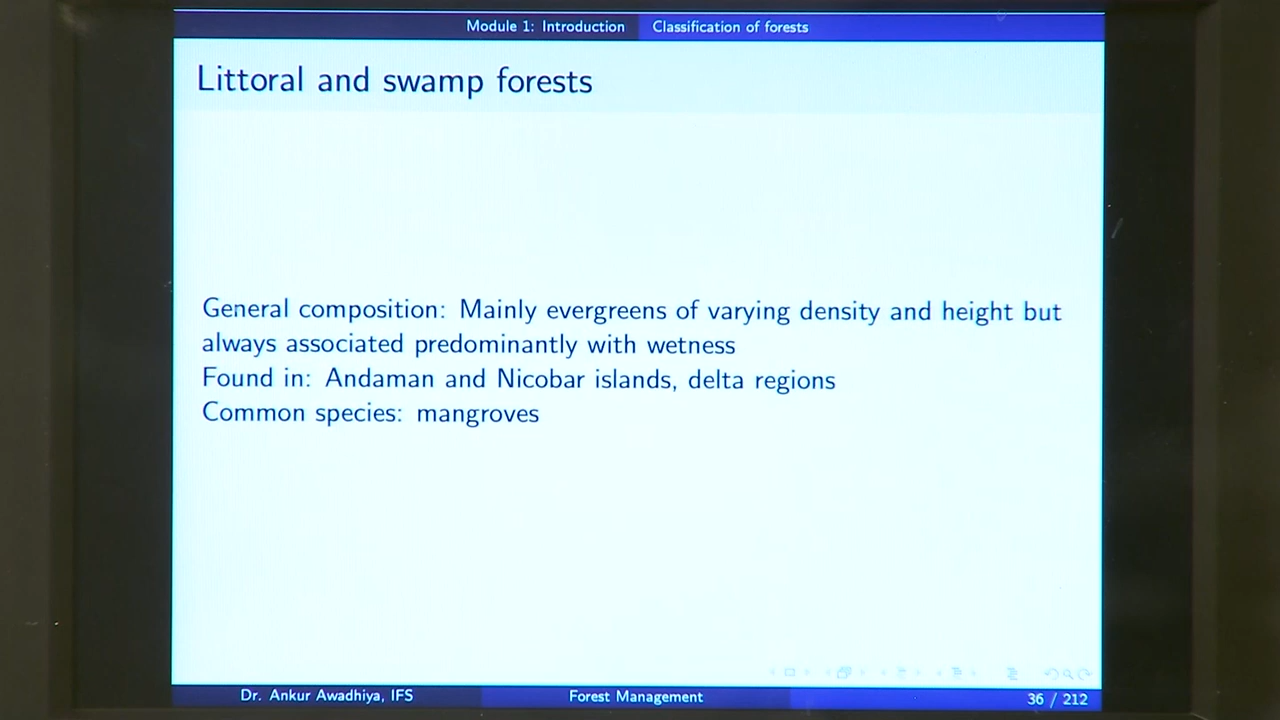 Module 1: Introduction Classification of forests
Littoral and swamp forests
General composition: Mainly evergreens of varying density and height but
always associated predominantly with wetness
Found in: Andaman and Nicobar islands, delta regions
Common species: mangroves
Dr. Ankur Awadhiya, IFS Forest Management 36 / 212